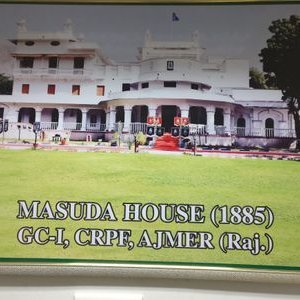 MASUDA HOUSE (1885)
GC-I, CRPF, AJMER (Raj.)